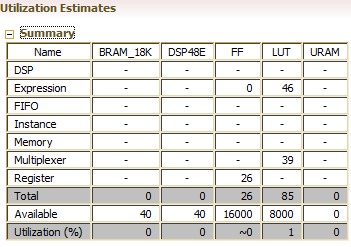 Utilization Estimates
Summary
Name BRAM_18K DSP48E FF LUT URAM
DSP - - - - -
Expression - - 0 46 -
FIFO - - - - -
Instance - - - - -
Memory - - - - -
Multiplexer - - - 39 -
Register - - 26 - -
Total 0 0 26 85 0
Available 40 40 16000 8000 0
Utilization (%) 0 0 ~0 1 0